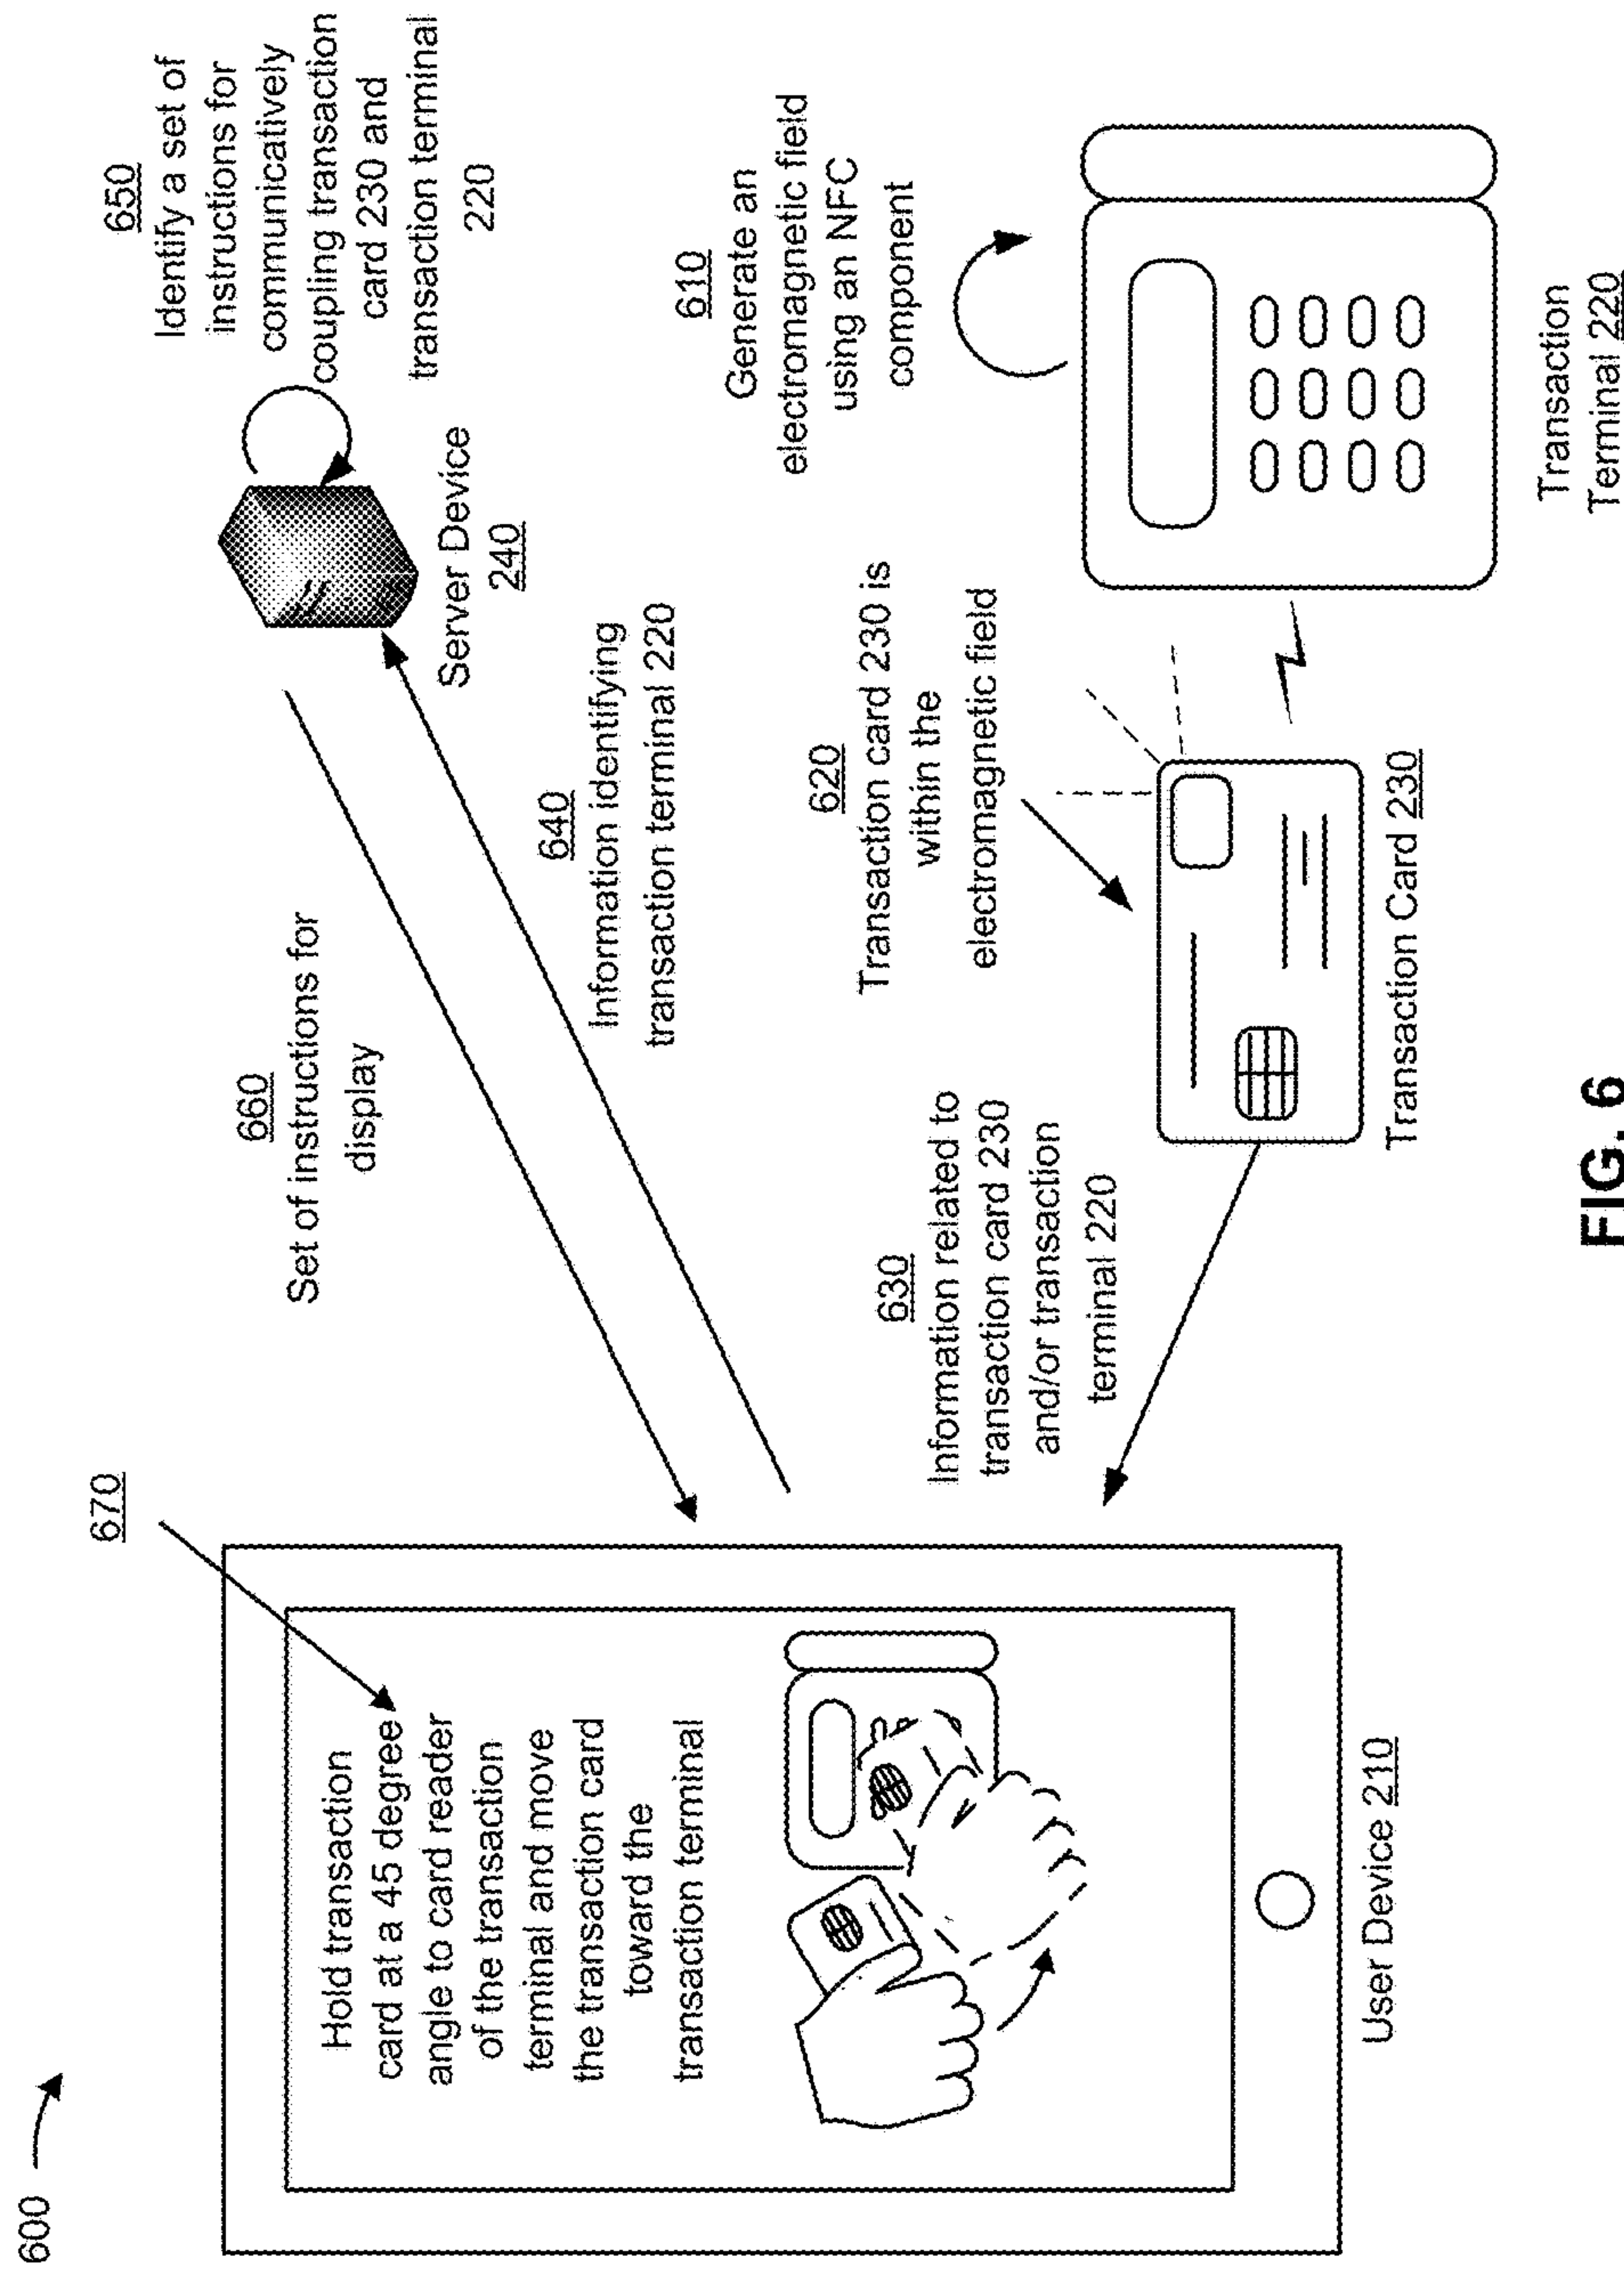 600
670
Hold transaction
card at a 45 degree
angle to card reader
of the transaction
terminal and move
the transaction card
toward the
transaction terminal
User Device 210
660
Set of instructions for
display
640
Information identifying
transaction terminal 220
650
Identify a set of
instructions for
communicatively
coupling transaction
card 230 and
transaction terminal
220
Server Device
240
630
Information related to
transaction card 230
and/or transaction
terminal 220
620
Transaction card 230 is
within the
electromagnetic field
610
Generate an
electromagnetic field
using an NFC
component
Transaction Card 230
Transaction
Terminal 220
FIG. 6